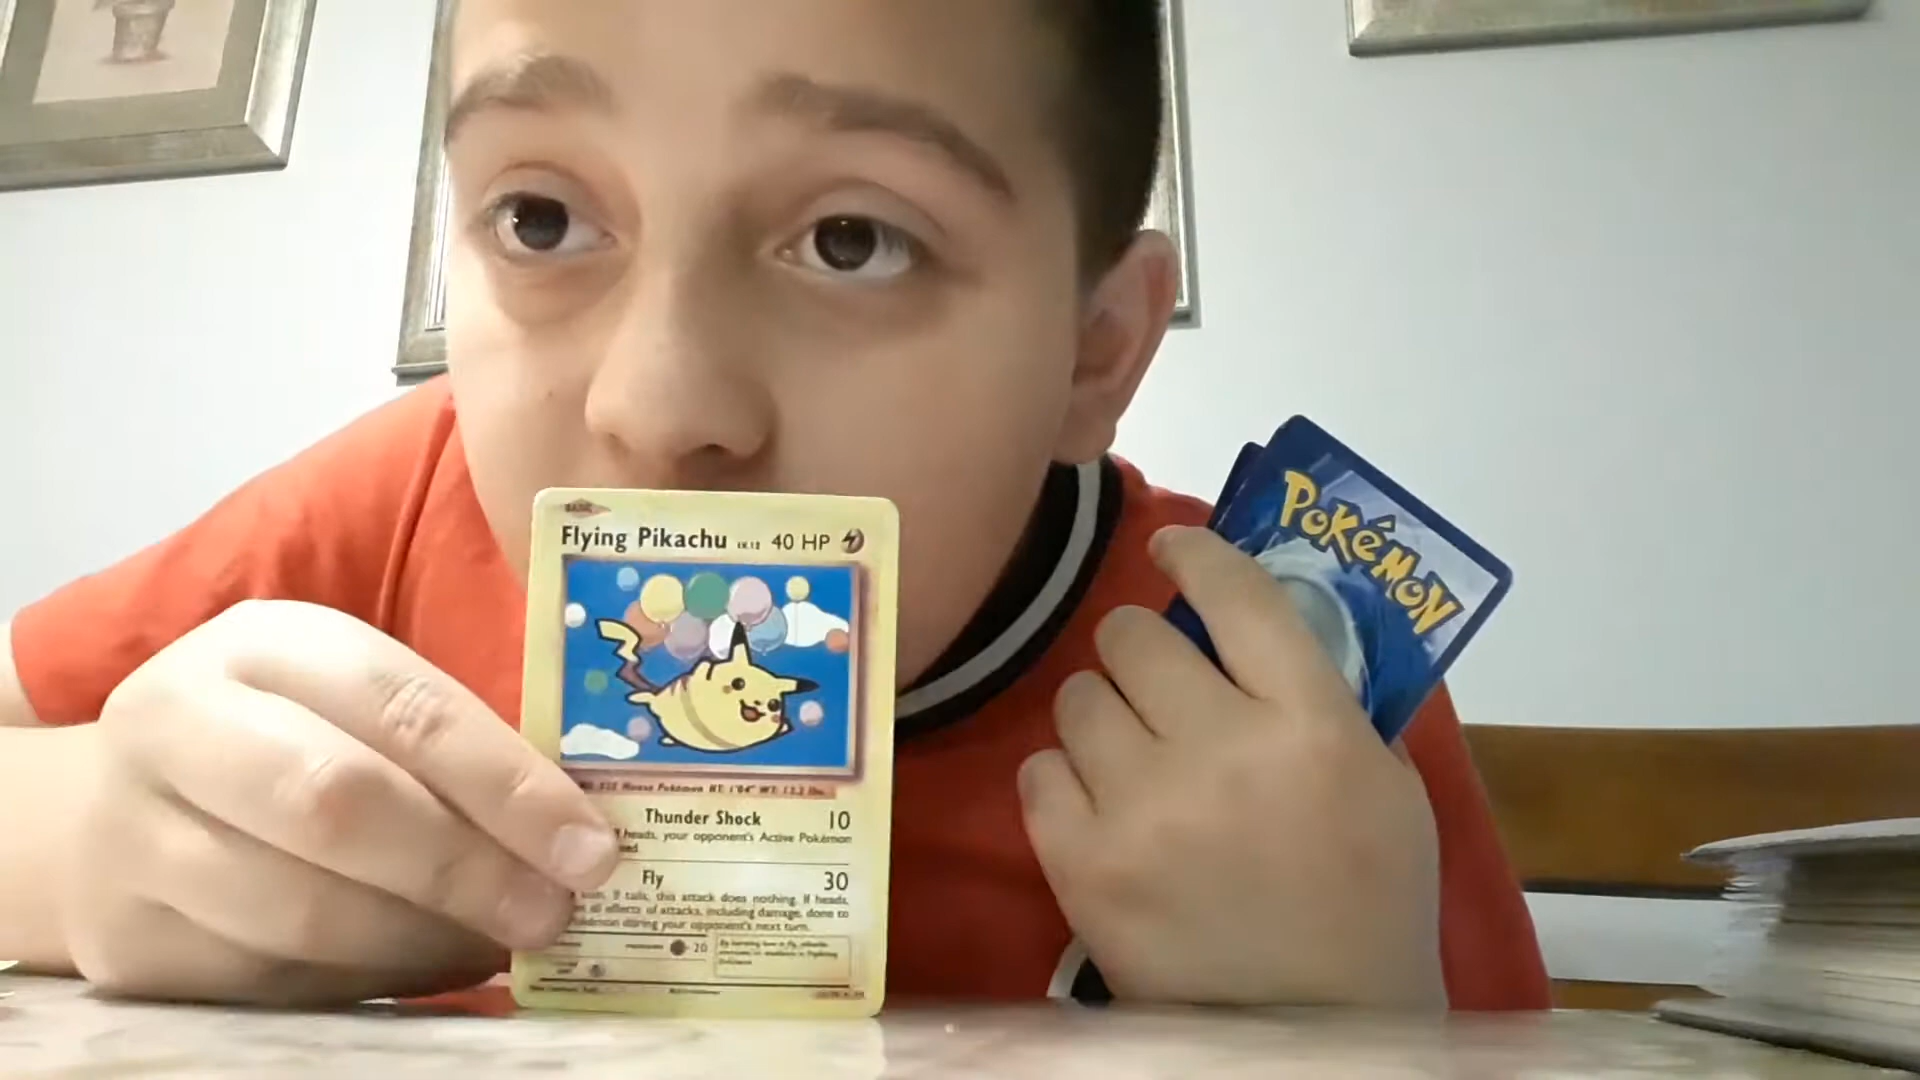 BASIC
Flying Pikachu LV.12 40 HP
Pokémon
Thunder Shock 10
heads, your opponent's Active Pokémon
Fly 30
If tails, this attack does nothing. If heads,
all effects of attacks, including damage, done to
during your opponent's next turn.
20